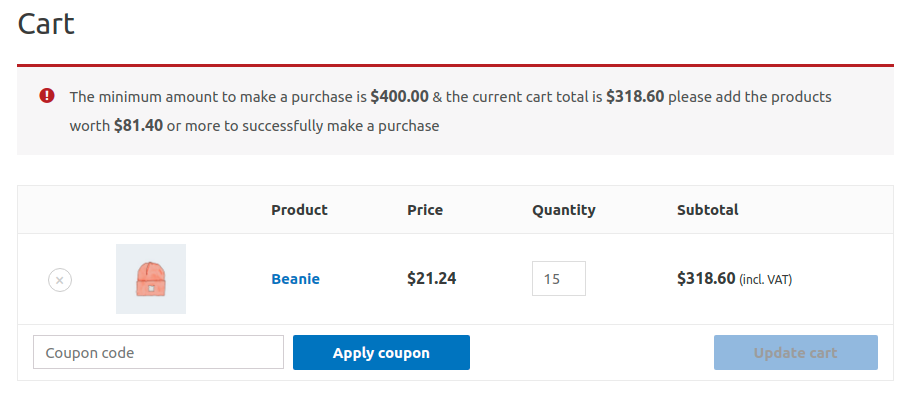 Cart
The minimum amount to make a purchase is $400.00 & the current cart total is $318.60 please add the products
worth $81.40 or more to successfully make a purchase
Product Price Quantity Subtotal
Beanie $21.24 15 $318.60 (incl. VAT)
Coupon code Apply coupon Update cart